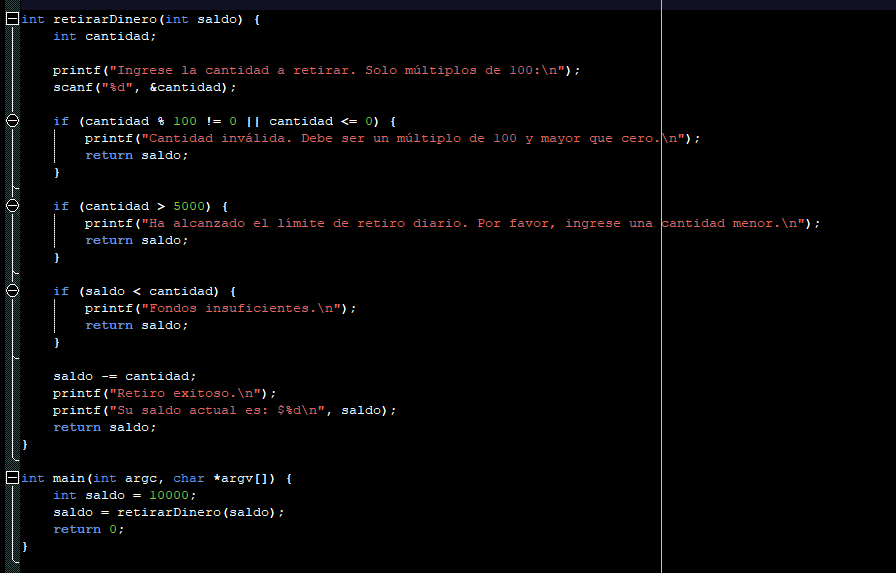 int retirarDinero(int saldo) {
    int cantidad;
    printf("Ingrese la cantidad a retirar. Solo múltiplos de 100:\n");
    scanf("%d", &cantidad);
    if (cantidad % 100 != 0 || cantidad <= 0) {
        printf("Cantidad inválida. Debe ser un múltiplo de 100 y mayor que cero.\n");
        return saldo;
    }
    if (cantidad > 5000) {
        printf("Ha alcanzado el límite de retiro diario. Por favor, ingrese una cantidad menor.\n");
        return saldo;
    }
    if (saldo < cantidad) {
        printf("Fondos insuficientes.\n");
        return saldo;
    }
    saldo -= cantidad;
    printf("Retiro exitoso.\n");
    printf("Su saldo actual es: $%d\n", saldo);
    return saldo;
}
int main(int argc, char *argv[]) {
    int saldo = 10000;
    saldo = retirarDinero(saldo);
    return 0;
}